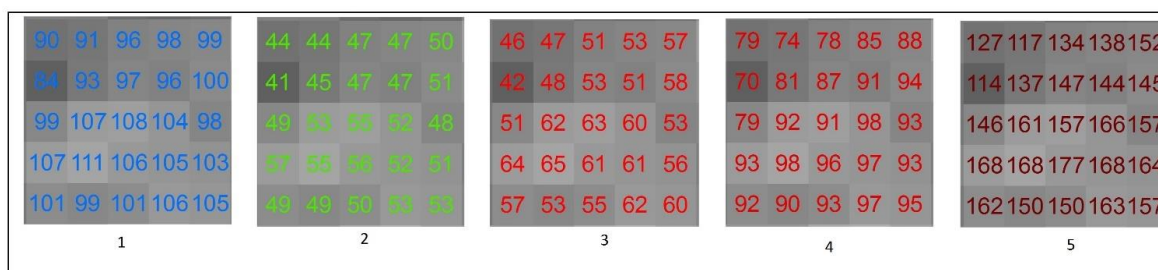 90 91 96 98 99
84 93 97 96 100
99 107 108 104 98
107 111 106 105 103
101 99 101 106 105
1
44 44 47 47 50
41 45 47 47 51
49 53 55 52 48
57 55 56 52 51
49 49 50 53 53
2
46 47 51 53 57
42 48 53 51 58
51 62 63 60 53
64 65 61 61 56
57 53 55 62 60
3
79 74 78 85 88
70 81 87 91 94
79 92 91 98 93
93 98 96 97 93
92 90 93 97 95
4
127 117 134 138 152
114 137 147 144 145
146 161 157 166 157
168 168 177 168 164
162 150 150 163 157
5